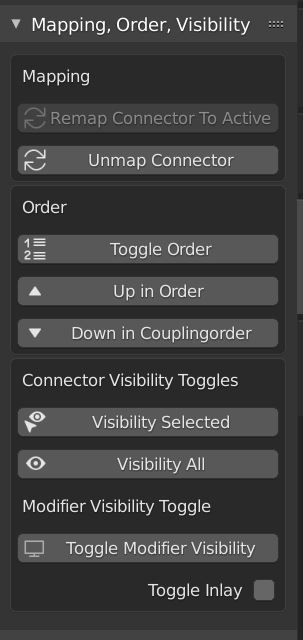 Mapping, Order, Visibility
Mapping
Remap Connector To Active
Unmap Connector
Order
Toggle Order
Up in Order
Down in Couplingorder
Connector Visibility Toggles
Visibility Selected
Visibility All
Modifier Visibility Toggle
Toggle Modifier Visibility
Toggle Inlay